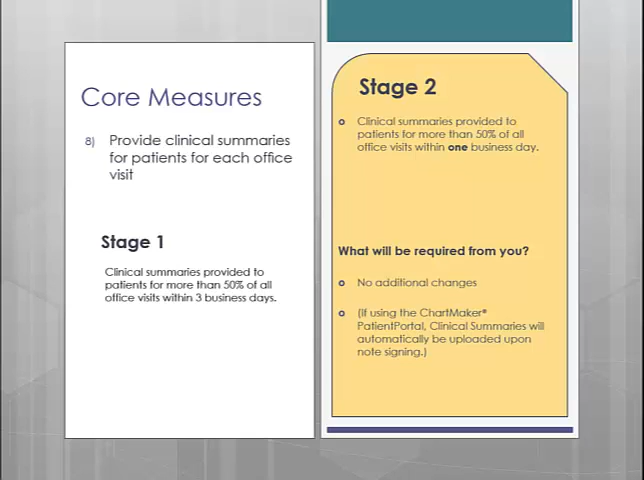 Core Measures
8) Provide clinical summaries
for patients for each office
visit
Stage 1
Clinical summaries provided to
patients for more than 50% of all
office visits within 3 business days.
Stage 2
Clinical summaries provided to
patients for more than 50% of all
office visits within one business day.
What will be required from you?
No additional changes
(If using the ChartMaker®
PatientPortal, Clinical Summaries will
automatically be uploaded upon
note signing.)